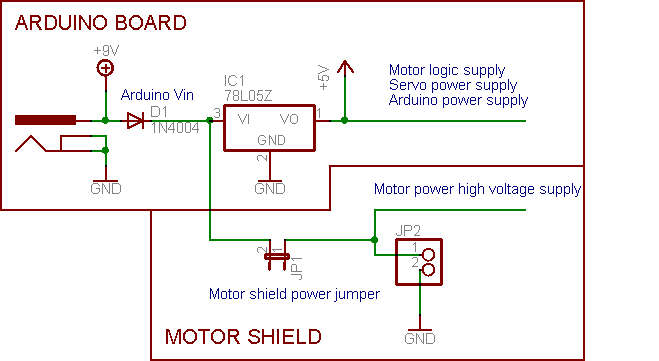 ARDUINO BOARD
+9V
Arduino Vin
D1
1N4004
IC1
78L05Z
3
VI
VO
1
GND
2
+5V
Motor logic supply
Servo power supply
Arduino power supply
GND
GND
Motor power high voltage supply
JP2
1
2
2
1
JP1
Motor shield power jumper
GND
MOTOR SHIELD